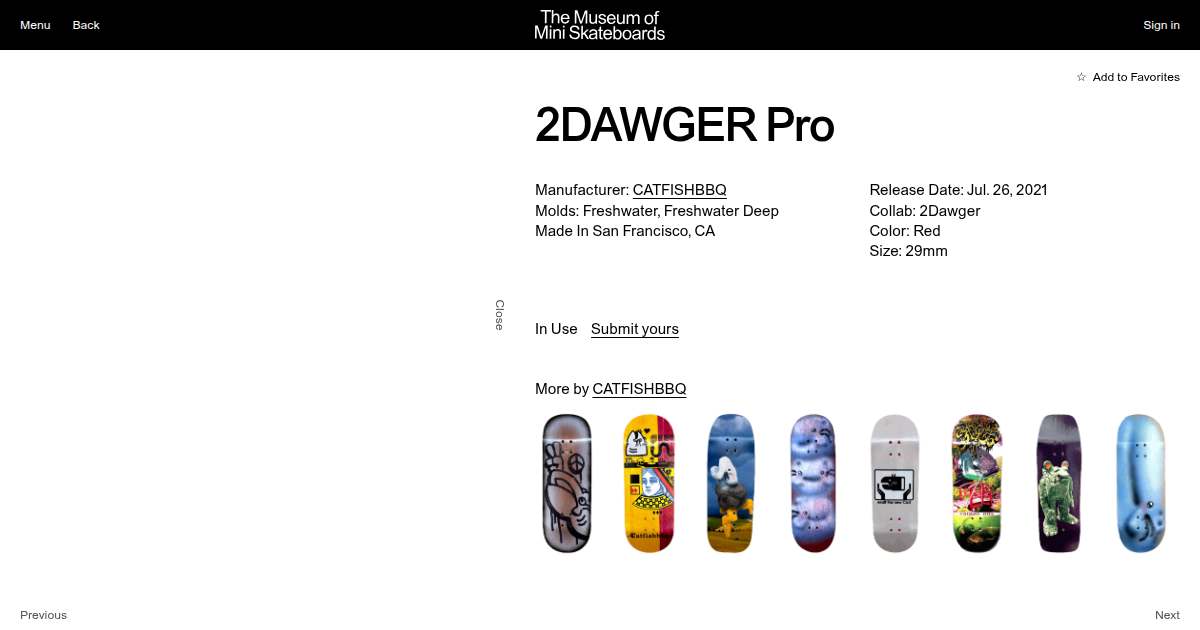 Menu
Back
The Museum of
Mini Skateboards
Sign in
☆ Add to Favorites
2DAWGER Pro
Manufacturer: CATFISHBBQ
Molds: Freshwater, Freshwater Deep
Made In San Francisco, CA
Release Date: Jul. 26, 2021
Collab: 2Dawger
Color: Red
Size: 29mm
Close
In Use
Submit yours
More by CATFISHBBQ
Previous
Next